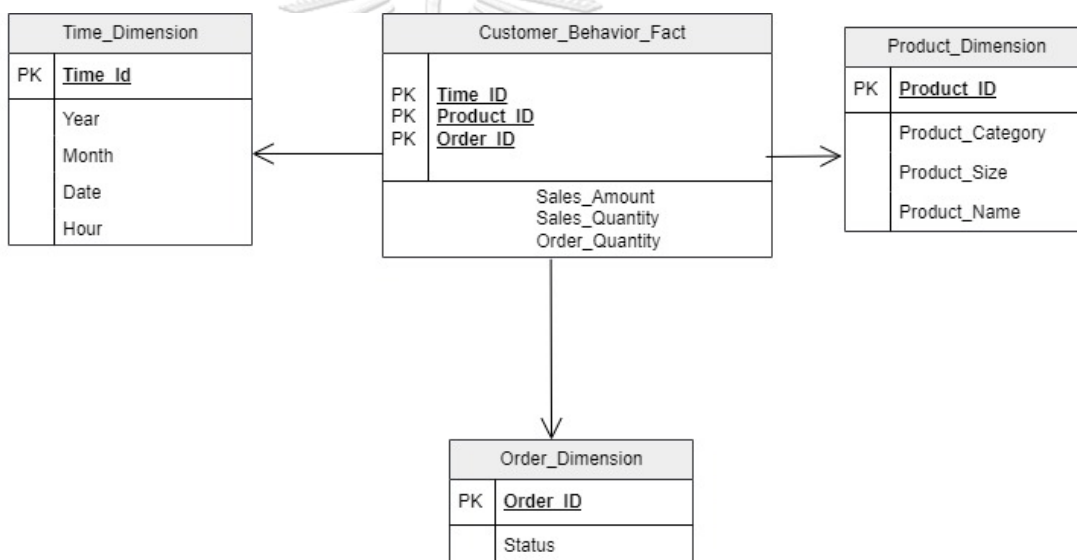 Time_Dimension
PK Time_Id
Year
Month
Date
Hour
Customer_Behavior_Fact
PK Time_ID
PK Product_ID
PK Order_ID
Sales_Amount
Sales_Quantity
Order_Quantity
Product_Dimension
PK Product_ID
Product_Category
Product_Size
Product_Name
Order_Dimension
PK Order_ID
Status